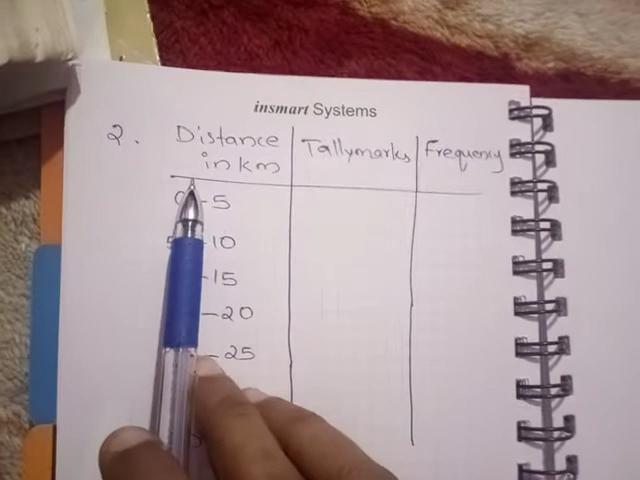 insmart Systems
2. Distance in km | Tallymarks | Frequency
-5
-10
-15
-20
-25